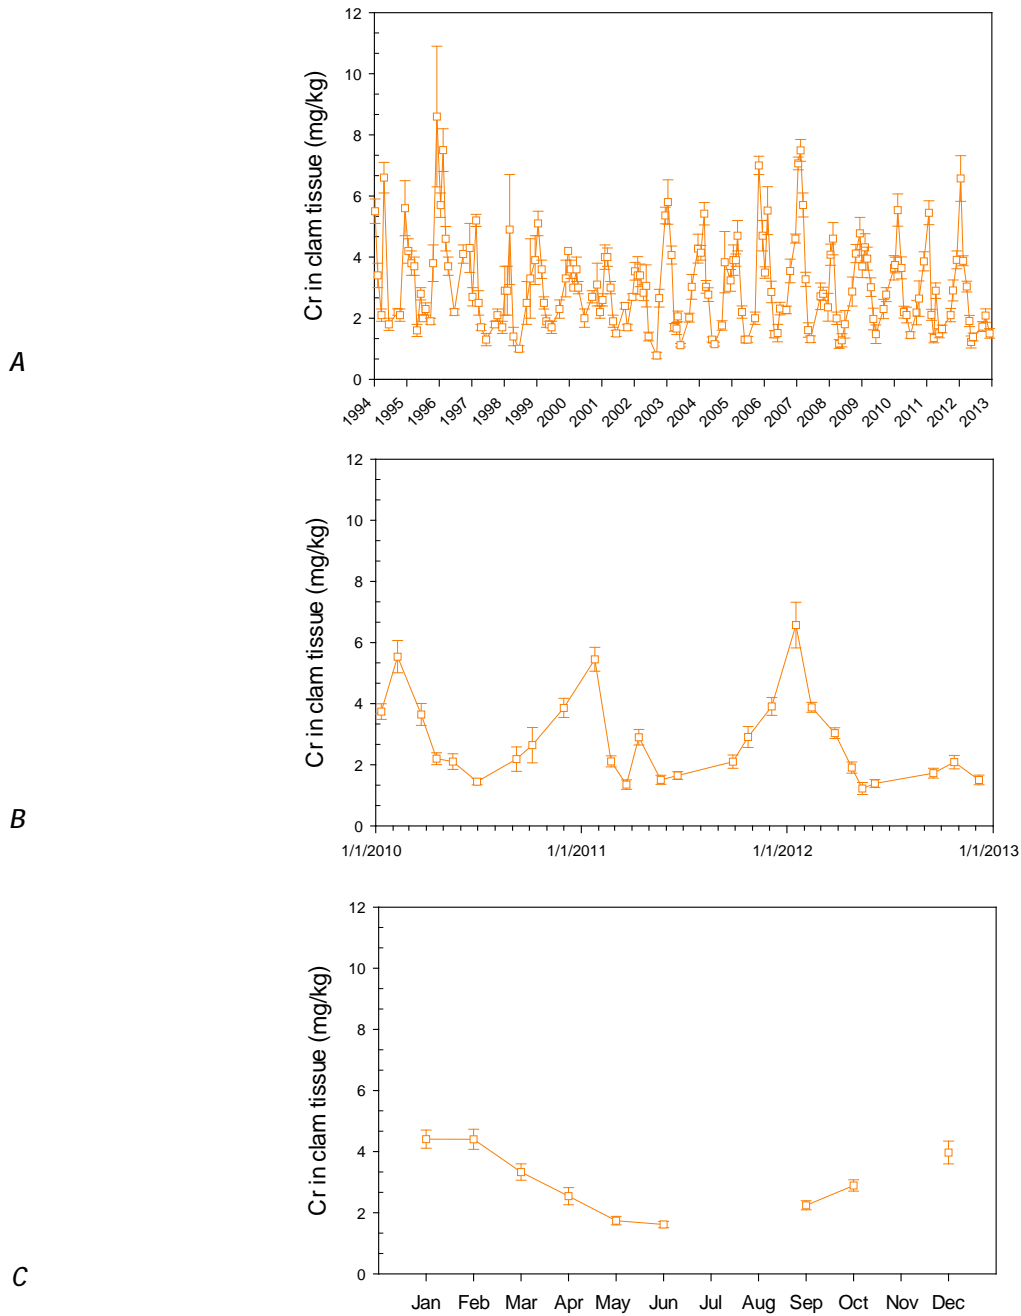 12
10
8
6
4
2
0
Cr in clam tissue (mg/kg)
A
1994 1995 1996 1997 1998 1999 2000 2001 2002 2003 2004 2005 2006 2007 2008 2009 2010 2011 2012 2013
12
10
8
6
4
2
0
Cr in clam tissue (mg/kg)
B
1/1/2010 1/1/2011 1/1/2012 1/1/2013
12
10
8
6
4
2
0
Cr in clam tissue (mg/kg)
C
Jan Feb Mar Apr May Jun Jul Aug Sep Oct Nov Dec